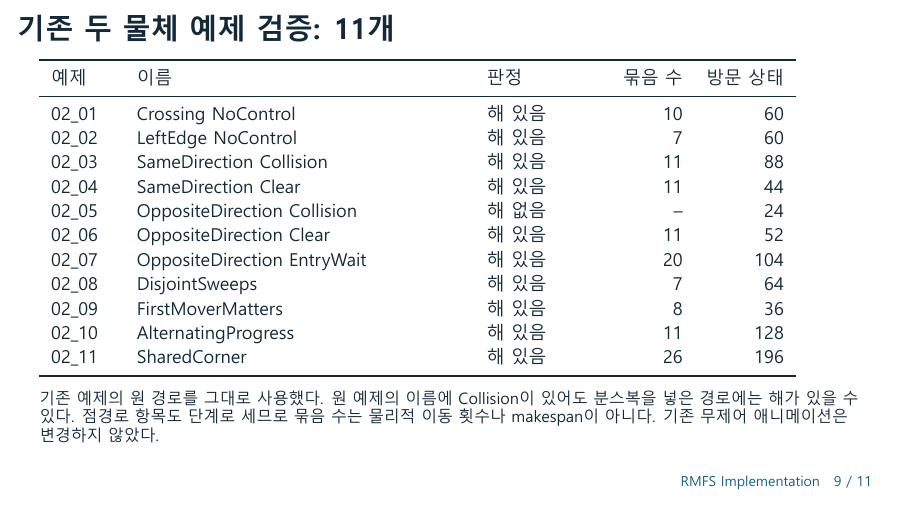 기존 두 물체 예제 검증: 11개
예제 이름 판정 묶음 수 방문 상태
02_01 Crossing NoControl 해 있음 10 60
02_02 LeftEdge NoControl 해 있음 7 60
02_03 SameDirection Collision 해 있음 11 88
02_04 SameDirection Clear 해 있음 11 44
02_05 OppositeDirection Collision 해 없음 – 24
02_06 OppositeDirection Clear 해 있음 11 52
02_07 OppositeDirection EntryWait 해 있음 20 104
02_08 DisjointSweeps 해 있음 7 64
02_09 FirstMoverMatters 해 있음 8 36
02_10 AlternatingProgress 해 있음 11 128
02_11 SharedCorner 해 있음 26 196
기존 예제의 원 경로를 그대로 사용했다. 원 예제의 이름에 Collision이 있어도 분스복을 넣은 경로에는 해가 있을 수
있다. 점경로 항목도 단계로 세므로 묶음 수는 물리적 이동 횟수나 makespan이 아니다. 기존 무제어 애니메이션은
변경하지 않았다.
RMFS Implementation 9 / 11